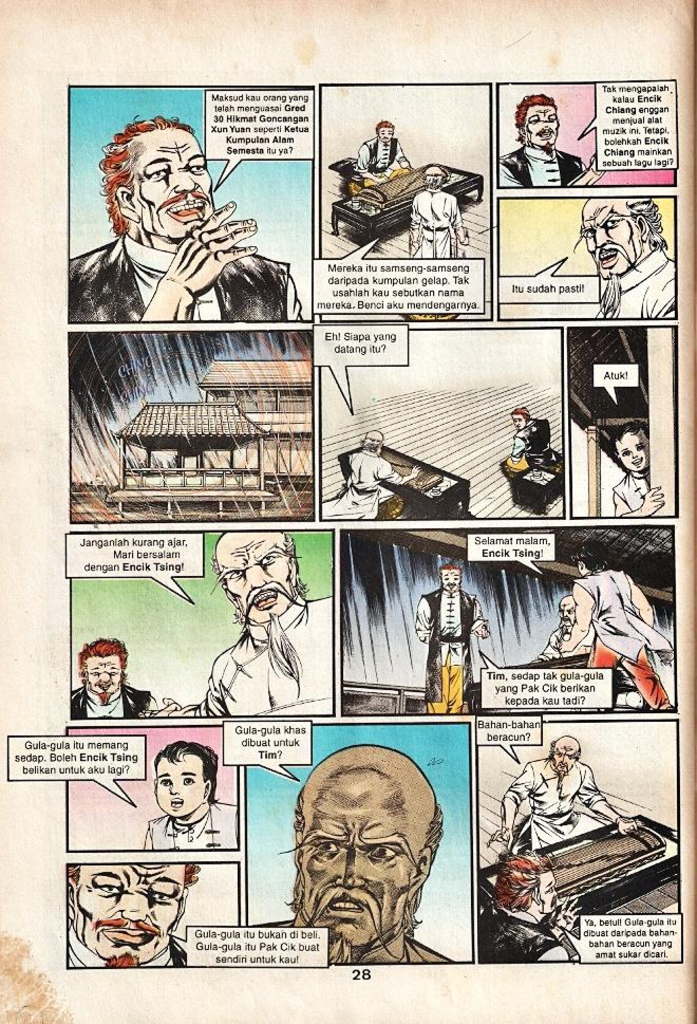 Maksud kau orang yang
telah menguasai Gred
30 Hikmat Goncangan
Xun Yuan seperti Ketua
Kumpulan Alam
Semesta itu ya?
Mereka itu samseng-samseng
daripada kumpulan gelap. Tak
usahlah kau sebutkan nama
mereka. Benci aku mendengarnya.
Tak mengapalah
kalau Encik
Chiang enggan
menjual alat
muzik ini. Tetapi,
bolehkah Encik
Chiang mainkan
sebuah lagu lagi?
Itu sudah pasti!
Eh! Siapa yang
datang itu?
Atuk!
Janganlah kurang ajar,
Mari bersalam
dengan Encik Tsing!
Selamat malam,
Encik Tsing!
Tim, sedap tak gula-gula
yang Pak Cik berikan
kepada kau tadi?
Gula-gula itu memang
sedap. Boleh Encik Tsing
belikan untuk aku lagi?
Gula-gula itu bukan di beli.
Gula-gula itu Pak Cik buat
sendiri untuk kau!
Gula-gula khas
dibuat untuk
Tim?
Bahan-bahan
beracun?
Ya, betul! Gula-gula itu
dibuat daripada bahan-
bahan beracun yang
amat sukar dicari.
28